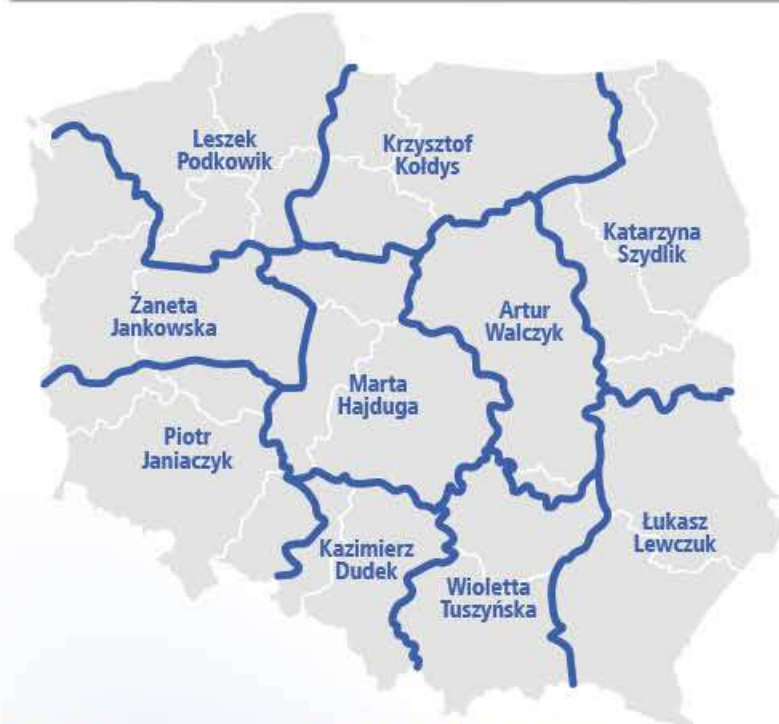 Leszek
Podkowik
Krzysztof
Kołdys
Katarzyna
Szydlik
Żaneta
Jankowska
Artur
Walczyk
Marta
Hajduga
Piotr
Janiaczyk
Łukasz
Lewczuk
Kazimierz
Dudek
Wioletta
Tuszyńska